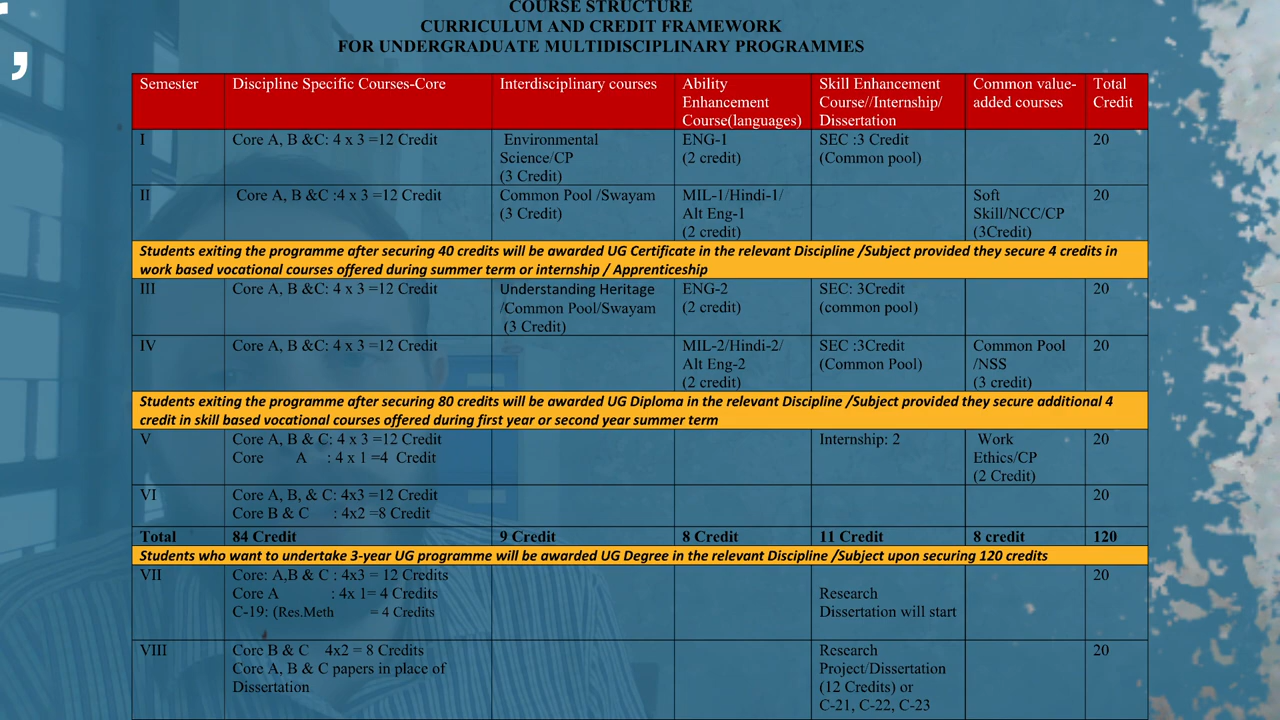 ,
COURSE STRUCTURE
CURRICULUM AND CREDIT FRAMEWORK
FOR UNDERGRADUATE MULTIDISCIPLINARY PROGRAMMES
Semester
Discipline Specific Courses-Core
Interdisciplinary courses
Ability
Enhancement
Course(languages)
Skill Enhancement
Course//Internship/
Dissertation
Common value-
added courses
Total
Credit
I
Core A, B &C: 4 x 3 =12 Credit
Environmental
Science/CP
(3 Credit)
ENG-1
(2 credit)
SEC :3 Credit
(Common pool)
20
II
Core A, B &C :4 x 3 =12 Credit
Common Pool /Swayam
(3 Credit)
MIL-1/Hindi-1/
Alt Eng-1
(2 credit)
Soft
Skill/NCC/CP
(3Credit)
20
Students exiting the programme after securing 40 credits will be awarded UG Certificate in the relevant Discipline /Subject provided they secure 4 credits in
work based vocational courses offered during summer term or internship / Apprenticeship
III
Core A, B &C: 4 x 3 =12 Credit
Understanding Heritage
/Common Pool/Swayam
(3 Credit)
ENG-2
(2 credit)
SEC: 3Credit
(common pool)
20
IV
Core A, B &C: 4 x 3 =12 Credit
MIL-2/Hindi-2/
Alt Eng-2
(2 credit)
SEC :3Credit
(Common Pool)
Common Pool
/NSS
(3 credit)
20
Students exiting the programme after securing 80 credits will be awarded UG Diploma in the relevant Discipline /Subject provided they secure additional 4
credit in skill based vocational courses offered during first year or second year summer term
V
Core A, B & C: 4 x 3 =12 Credit
Core A : 4 x 1 =4 Credit
Internship: 2
Work
Ethics/CP
(2 Credit)
20
VI
Core A, B, & C: 4x3 =12 Credit
Core B & C : 4x2 =8 Credit
20
Total
84 Credit
9 Credit
8 Credit
11 Credit
8 credit
120
Students who want to undertake 3-year UG programme will be awarded UG Degree in the relevant Discipline /Subject upon securing 120 credits
VII
Core: A,B & C : 4x3 = 12 Credits
Core A : 4x 1= 4 Credits
C-19: (Res.Meth = 4 Credits
Research
Dissertation will start
20
VIII
Core B & C 4x2 = 8 Credits
Core A, B & C papers in place of
Dissertation
Research
Project/Dissertation
(12 Credits) or
C-21, C-22, C-23
20